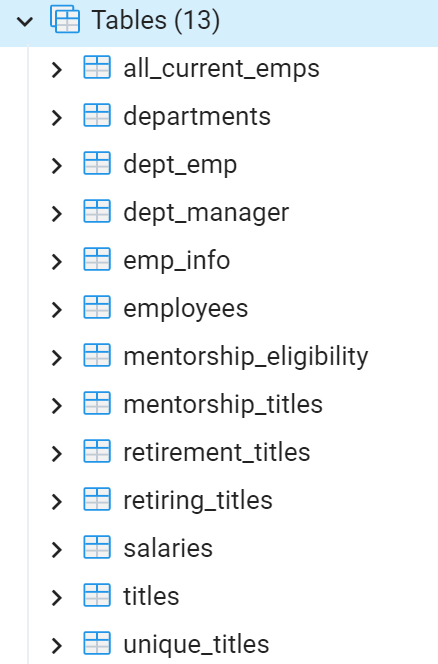 Tables (13)
all_current_emps
departments
dept_emp
dept_manager
emp_info
employees
mentorship_eligibility
mentorship_titles
retirement_titles
retiring_titles
salaries
titles
unique_titles